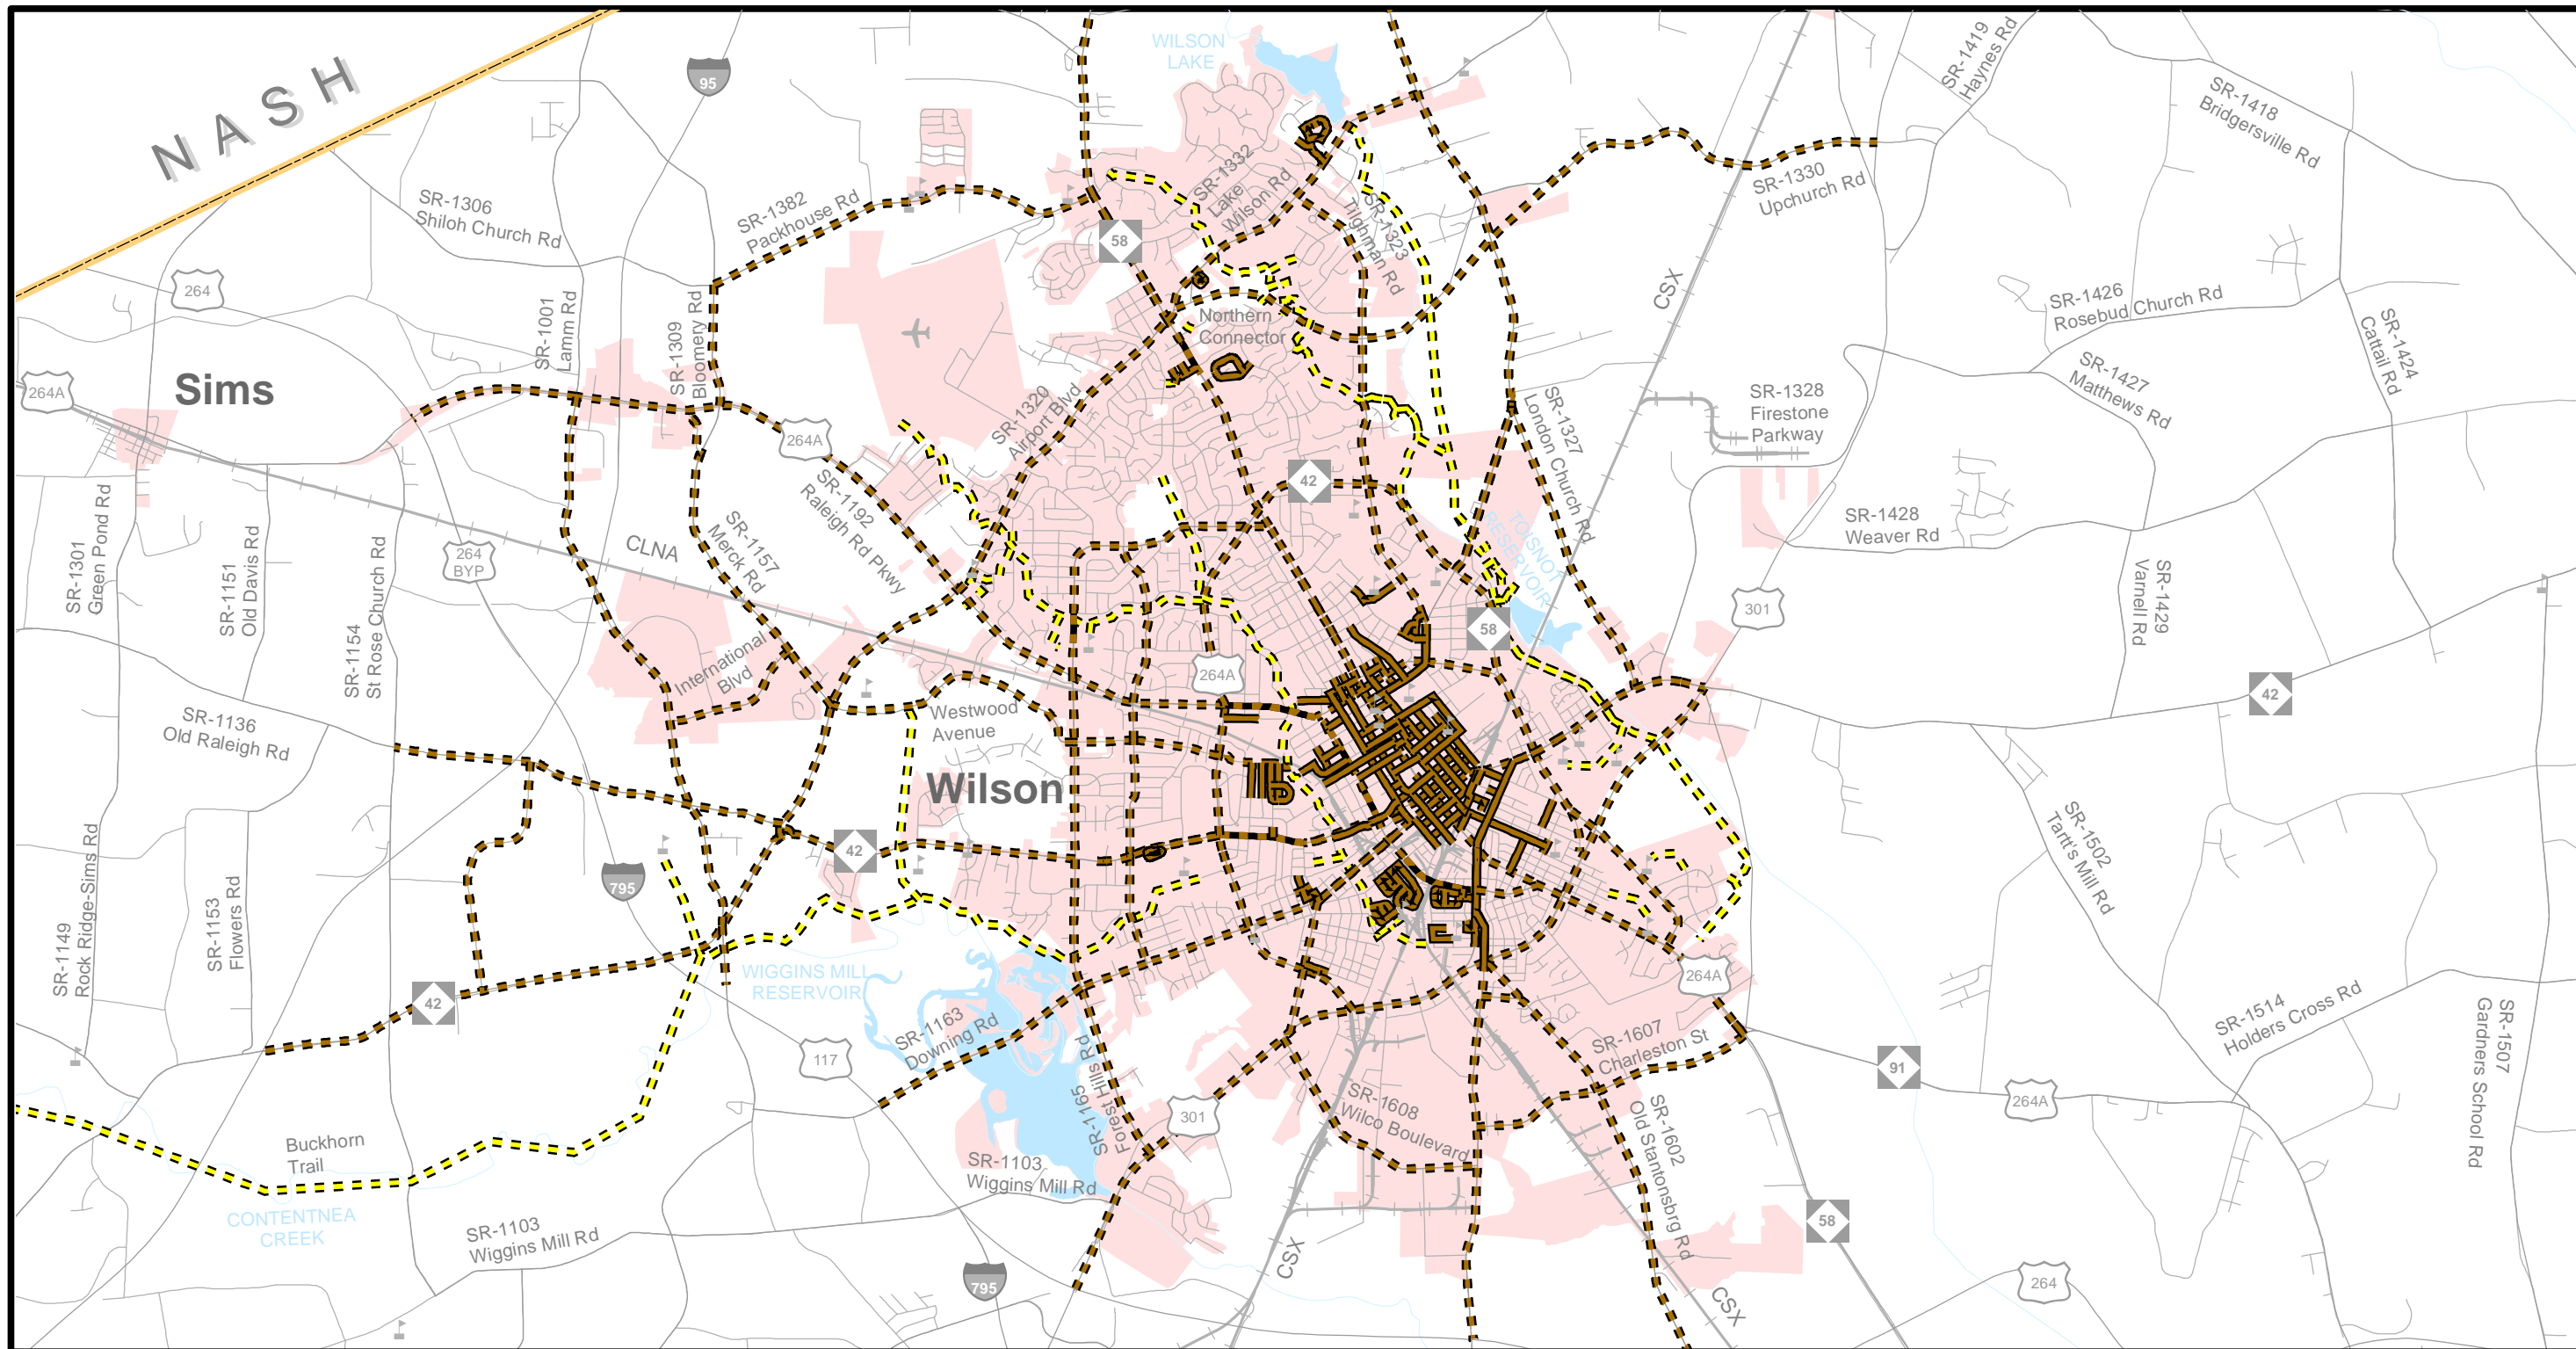 NASH
95
WILSON
LAKE
SR-1419
Haynes Rd
SR-1418
Bridgersville Rd
SR-1306
Shiloh Church Rd
SR-1382
Packhouse Rd
SR-1332
Lake
Wilson Rd
SR-1323
Tilghman Rd
SR-1330
Upchurch Rd
58
264
SR-1001
Lamm Rd
SR-1309
Bloomery Rd
Northern
Connector
CSX
SR-1426
Rosebud Church Rd
SR-1424
Cattail Rd
264A
Sims
SR-1427
Matthews Rd
SR-1328
Firestone
Parkway
SR-1320
Airport Blvd
SR-1327
London Church Rd
264A
SR-1192
Raleigh Rd Pkwy
42
SR-1428
Weaver Rd
TOISNOT
RESERVOIR
SR-1301
Green Pond Rd
SR-1151
Old Davis Rd
264
BYP
CLNA
SR-1157
Merck Rd
SR-1429
Varnell Rd
301
58
SR-1154
St Rose Church Rd
International
Blvd
264A
42
SR-1136
Old Raleigh Rd
Westwood
Avenue
Wilson
SR-1502
Tart's Mill Rd
42
795
SR-1149
Rock Ridge-Sims Rd
SR-1153
Flowers Rd
WIGGINS MILL
RESERVOIR
264A
42
SR-1163
Downing Rd
SR-1514
Holders Cross Rd
SR-1507
Gardners School Rd
117
SR-1607
Charleston St
91
264A
SR-1165
Forest Hills Rd
301
SR-1608
Wilco Boulevard
SR-1602
Old Stantonsbrg Rd
Buckhorn
Trail
SR-1103
Wiggins Mill Rd
CONTENTNEA
CREEK
SR-1103
Wiggins Mill Rd
58
CSX
795
264
CSX